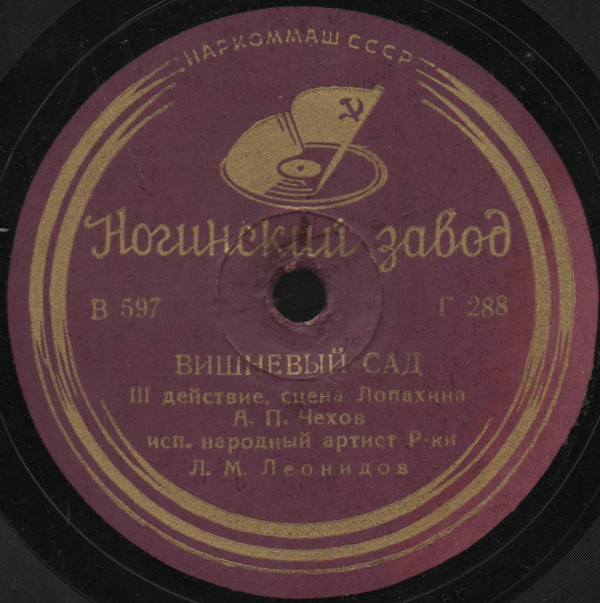 НАРКОММАШ СССР
Ногинский завод
В 597
Г 288
ВИШНЕВЫЙ САД
III действие, сцена Лопахина
А. П. Чехов
исп. народный артист Р-ки
Л. М. Леонидов